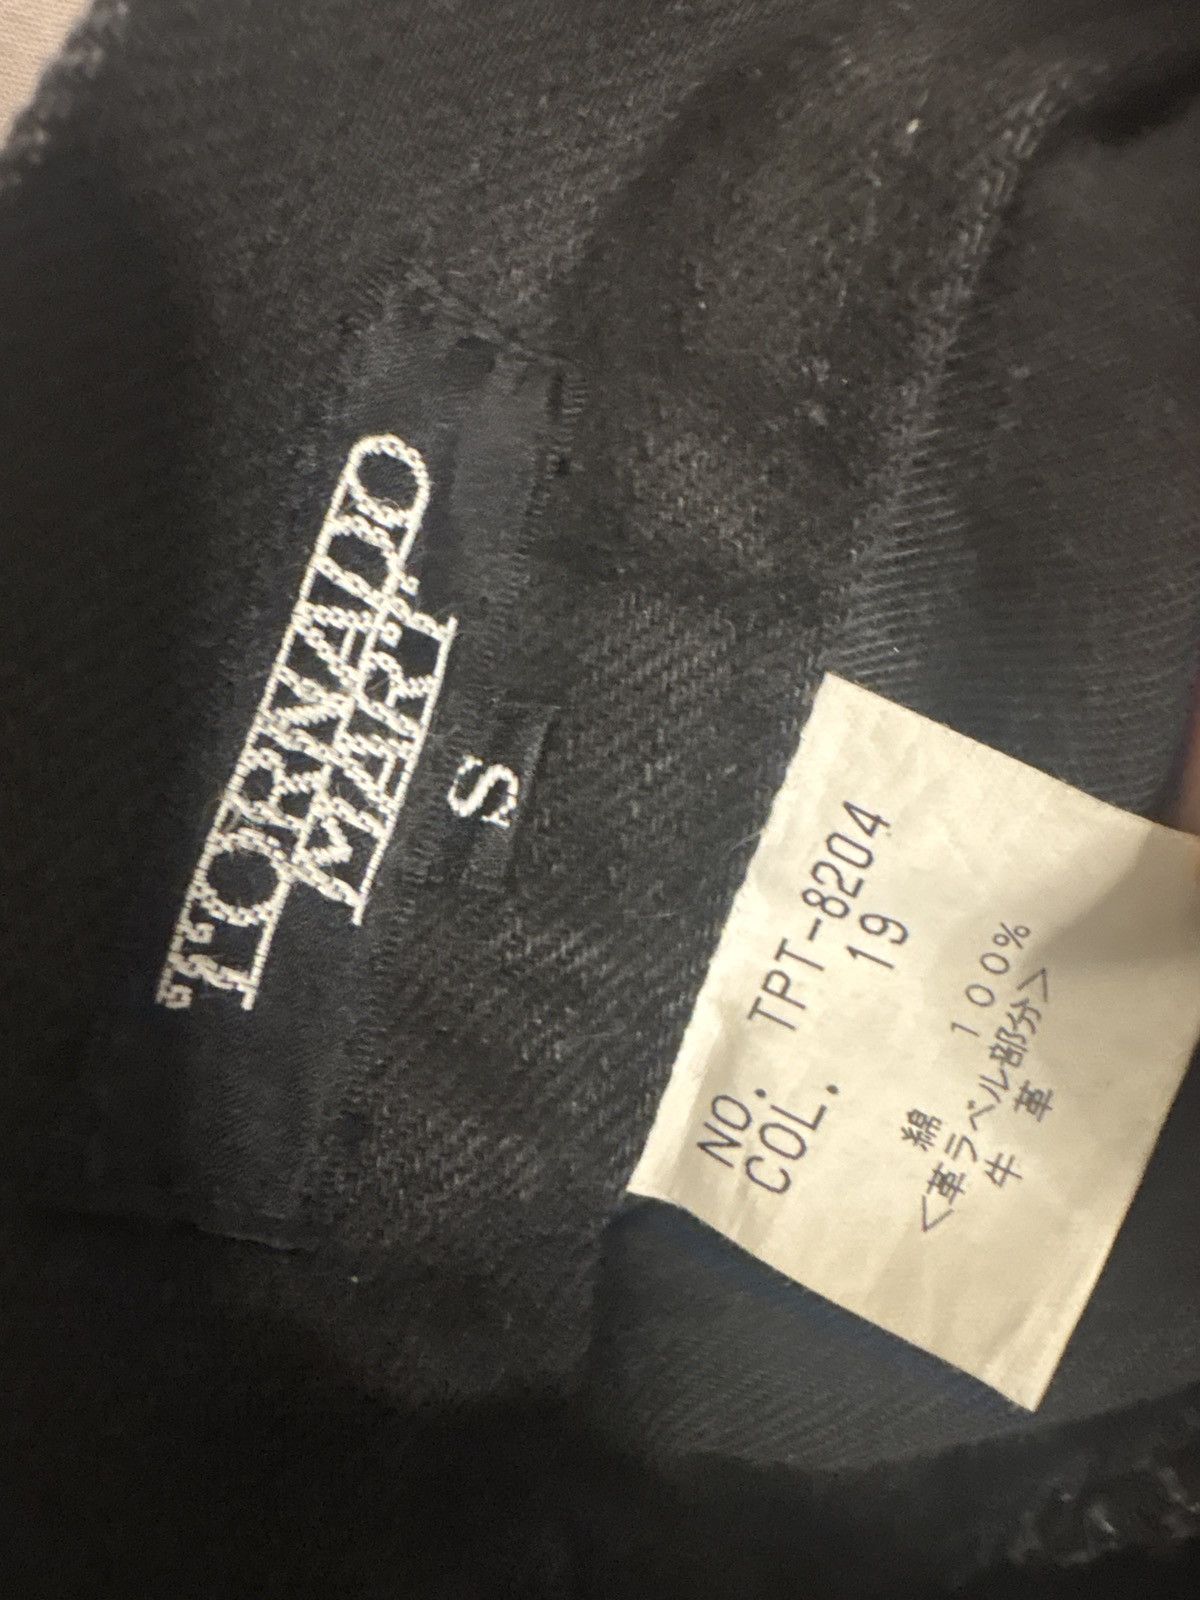 TORNADO
MART
S
NO. TPT-8204
COL. 19
綿 100%
<革ラベル部分>
牛 革